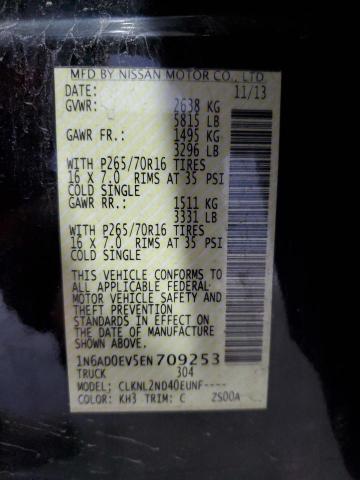 MFD BY NISSAN MOTOR CO., LTD.
DATE: 11/13
GVWR: 2638 KG
5815 LB
GAWR FR: 1495 KG
3296 LB
WITH P265/70R16 TIRES
16 X 7.0 RIMS AT 35 PSI
COLD SINGLE
GAWR RR: 1511 KG
3331 LB
WITH P265/70R16 TIRES
16 X 7.0 RIMS AT 35 PSI
COLD SINGLE
THIS VEHICLE CONFORMS TO
ALL APPLICABLE FEDERAL
MOTOR VEHICLE SAFETY AND
THEFT PREVENTION
STANDARDS IN EFFECT ON
THE DATE OF MANUFACTURE
SHOWN ABOVE.
1N6AD0EV5EN709253
TRUCK 304
MODEL: CLKNL2ND40EUNF----
COLOR: KH3 TRIM: C 2S00A